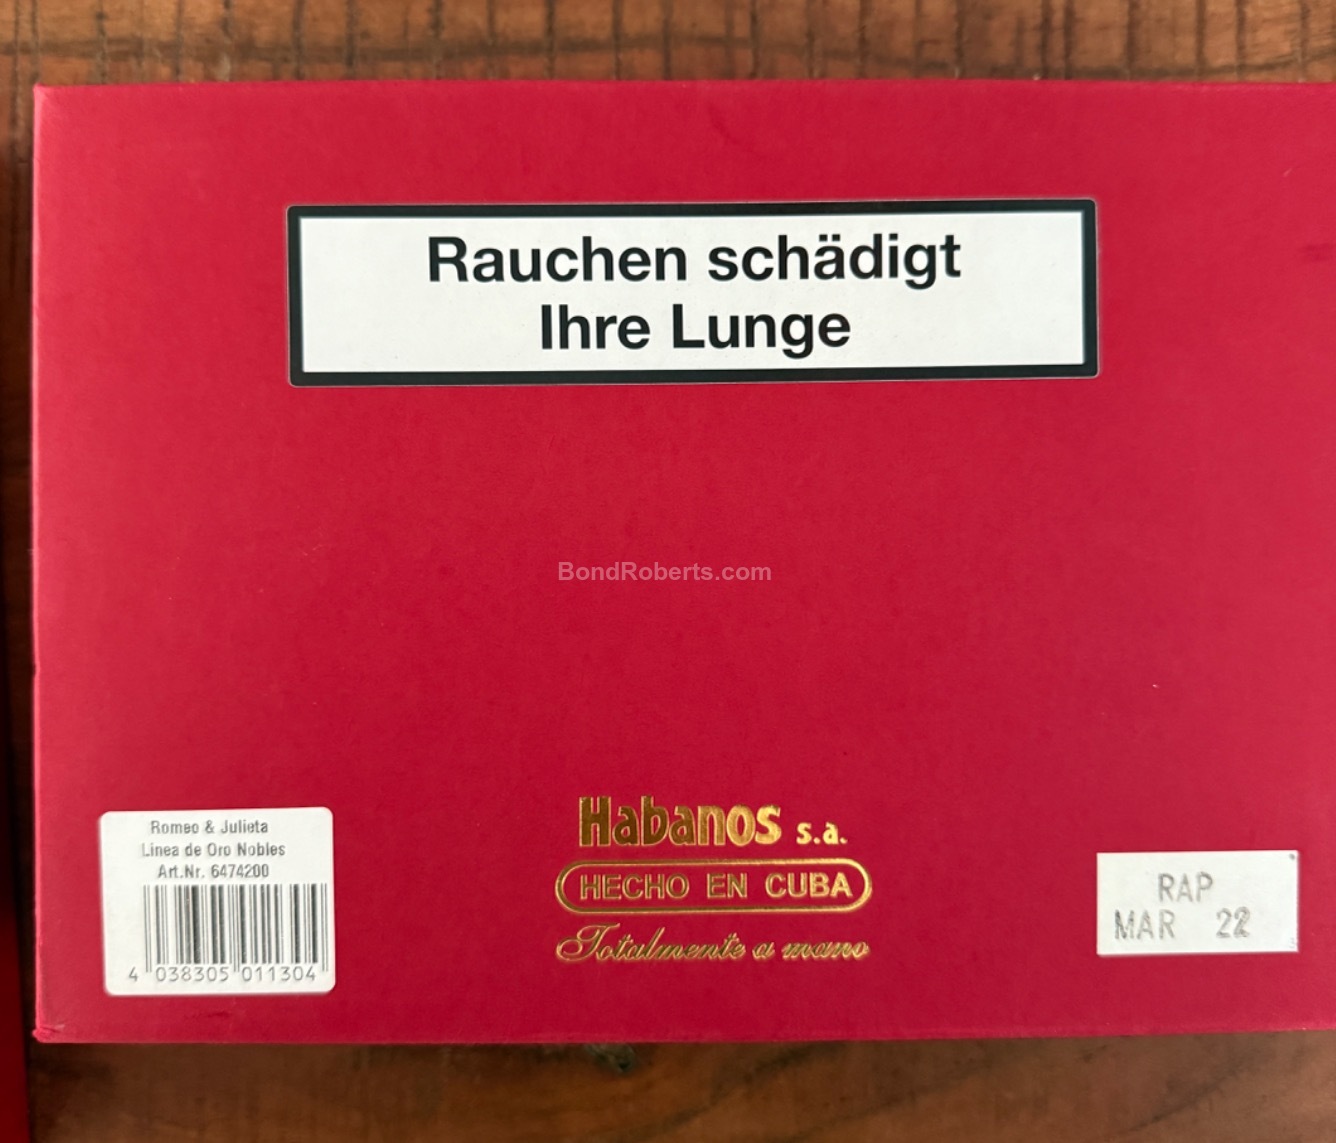 Rauchen schädigt
Ihre Lunge
BondRoberts.com
Habanos s.a.
HECHO EN CUBA
Totalmente a mano
Romeo & Julieta
Linea de Oro Nobles
Art.Nr. 6474200
4 038305 011304
RAP
MAR 22